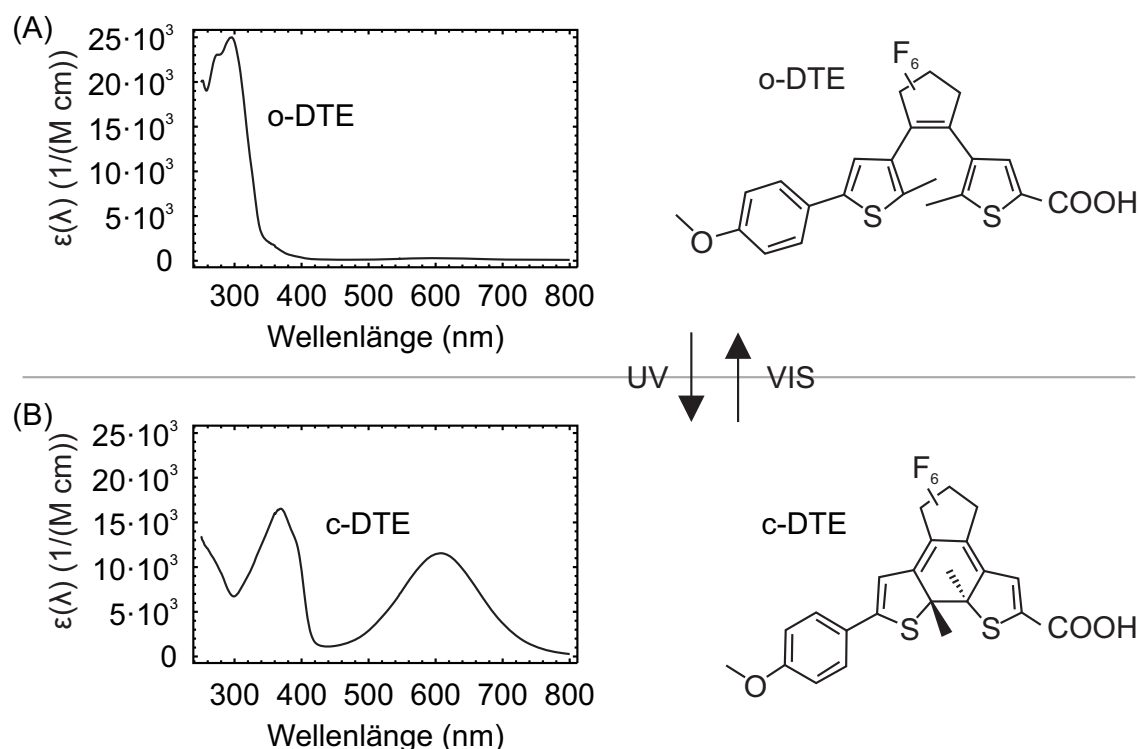 (A)
25·10³
20·10³
15·10³
10·10³
5·10³
0
ε(λ) (1/(M cm))
o-DTE
300 400 500 600 700 800
Wellenlänge (nm)
o-DTE
F₆
S
S
COOH
O
UV
VIS
(B)
25·10³
20·10³
15·10³
10·10³
5·10³
0
ε(λ) (1/(M cm))
c-DTE
300 400 500 600 700 800
Wellenlänge (nm)
F₆
c-DTE
S
S
COOH
O